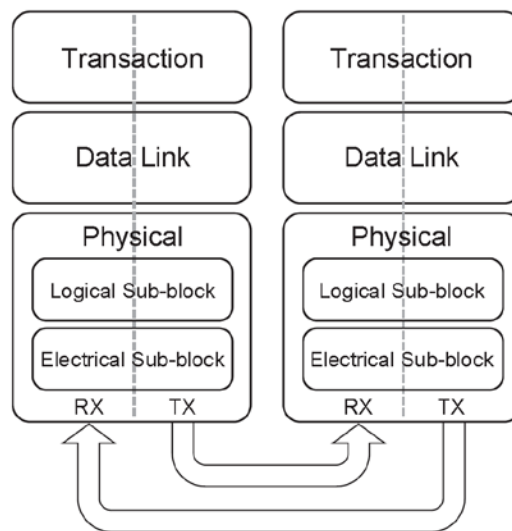 Transaction
Transaction
Data Link
Data Link
Physical
Physical
Logical Sub-block
Logical Sub-block
Electrical Sub-block
Electrical Sub-block
RX TX
RX TX